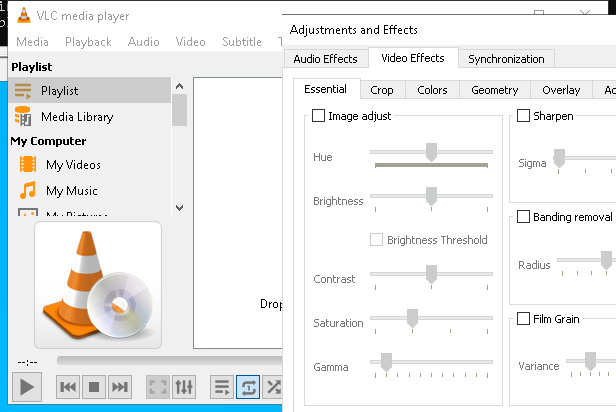 VLC media player
Media Playback Audio Video Subtitle T
Playlist
Playlist
Media Library
My Computer
My Videos
My Music
My Pictures
Drop
--:--
Adjustments and Effects
Audio Effects Video Effects Synchronization
Essential Crop Colors Geometry Overlay
Image adjust
Hue
Brightness
Brightness Threshold
Contrast
Saturation
Gamma
Sharpen
Sigma
Banding removal
Radius
Film Grain
Variance